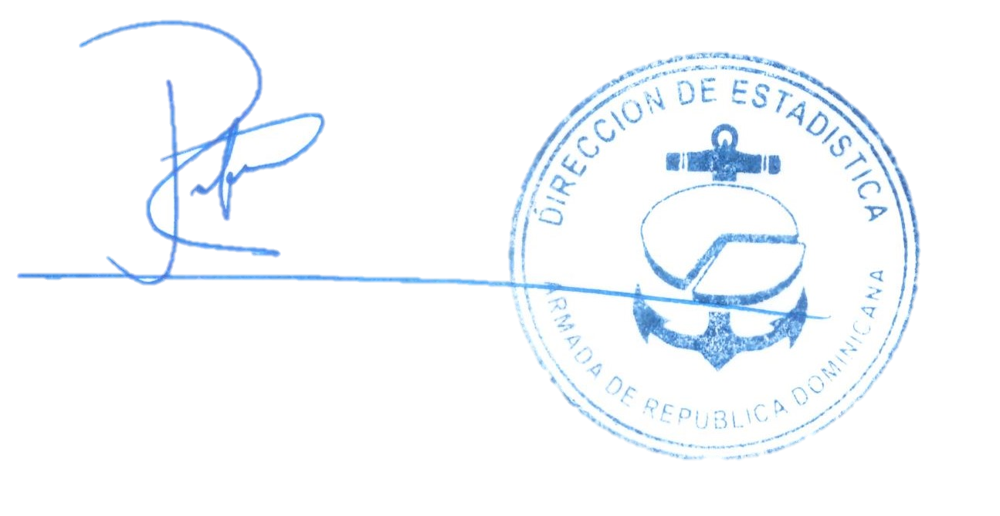 DIRECCION DE ESTADISTICA
ARMADA DE REPUBLICA DOMINICANA